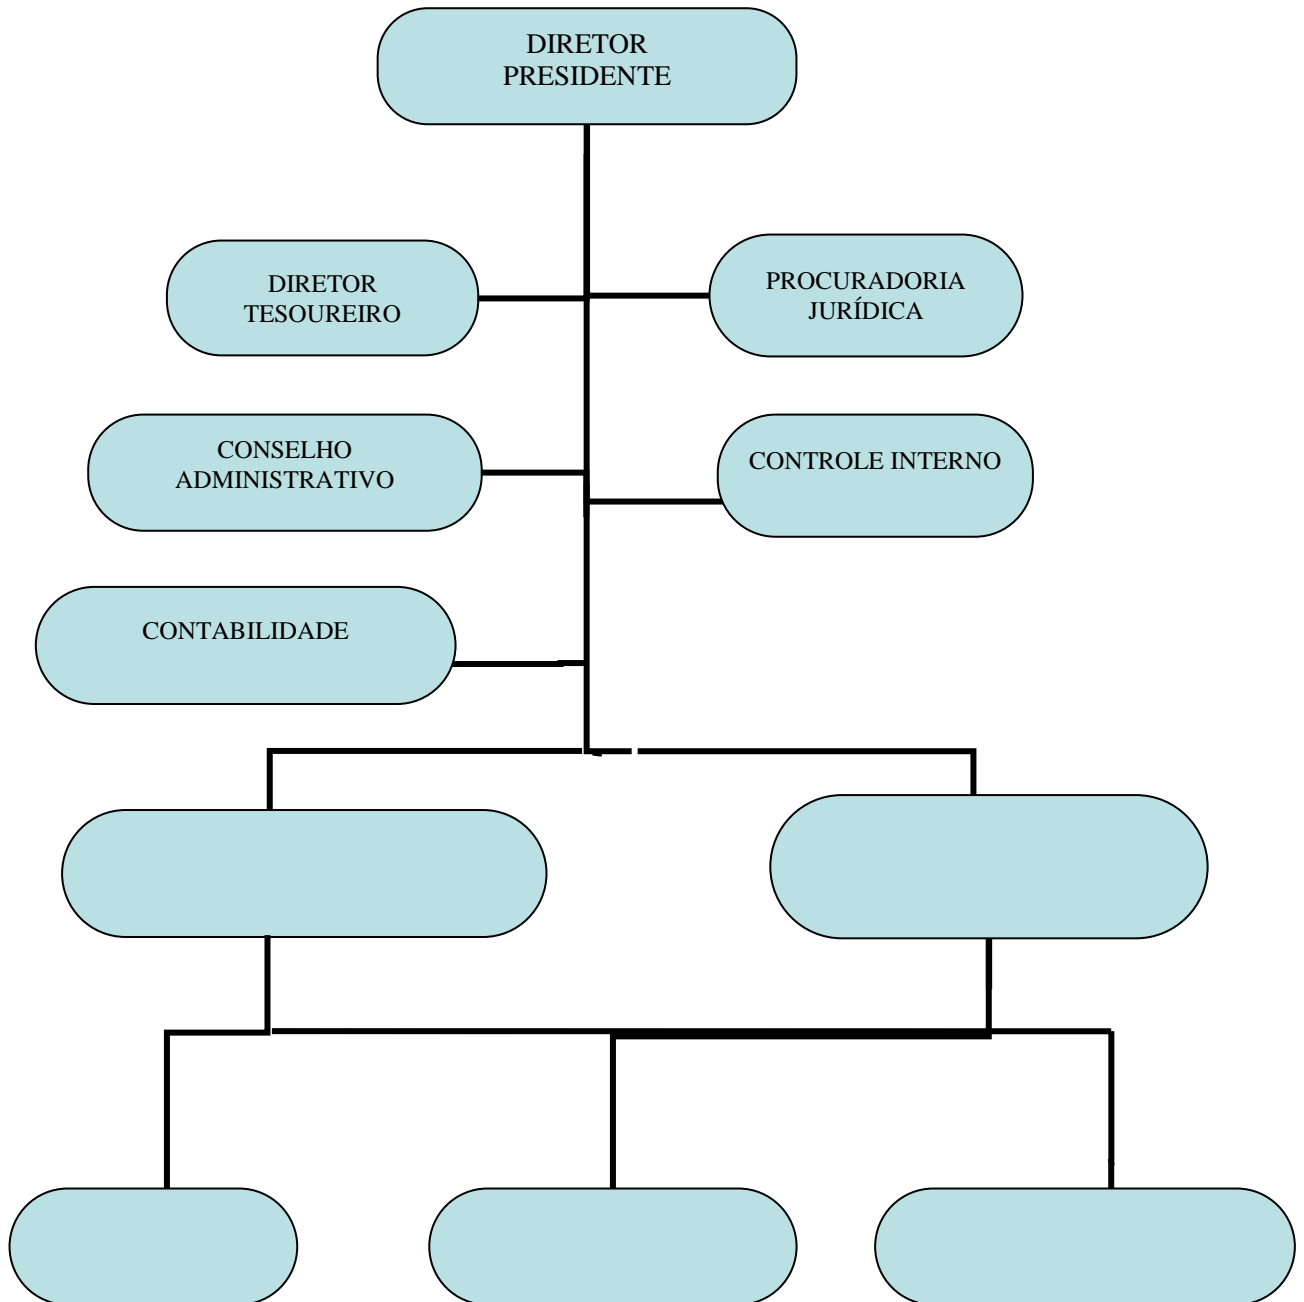 DIRETOR
PRESIDENTE
DIRETOR
TESOUREIRO
PROCURADORIA
JURÍDICA
CONSELHO
ADMINISTRATIVO
CONTROLE INTERNO
CONTABILIDADE